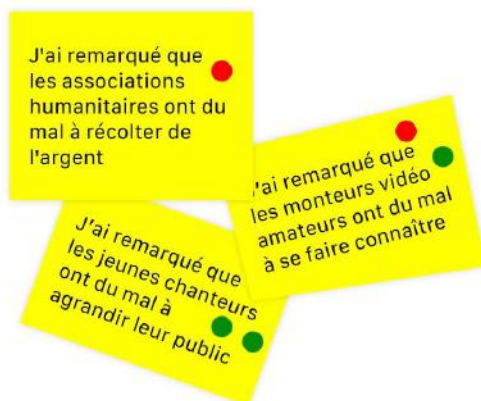 J'ai remarqué que
les associations
humanitaires ont du
mal à récolter de
l'argent
'ai remarqué que
les monteurs vidéo
amateurs ont du mal
à se faire connaître
J'ai remarqué que
les jeunes chanteurs
ont du mal à
agrandir leur public